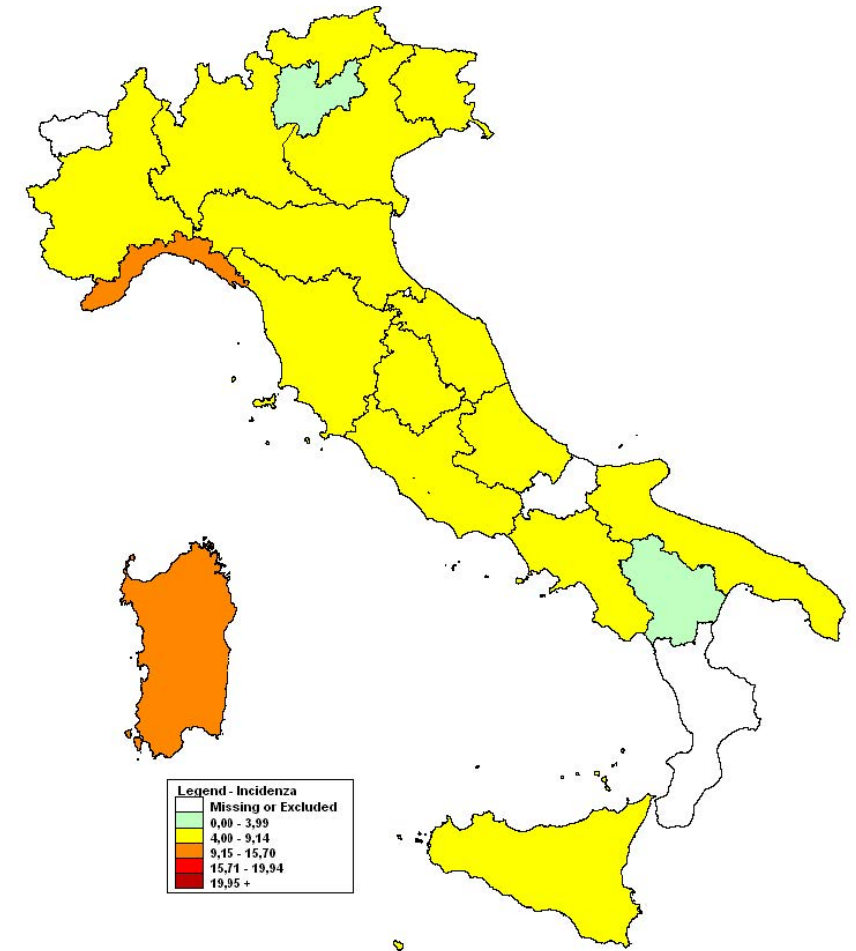 Legend - Incidenza
Missing or Excluded
0,00 - 3,99
4,00 - 9,14
9,15 - 15,70
15,71 - 19,94
19,95 +